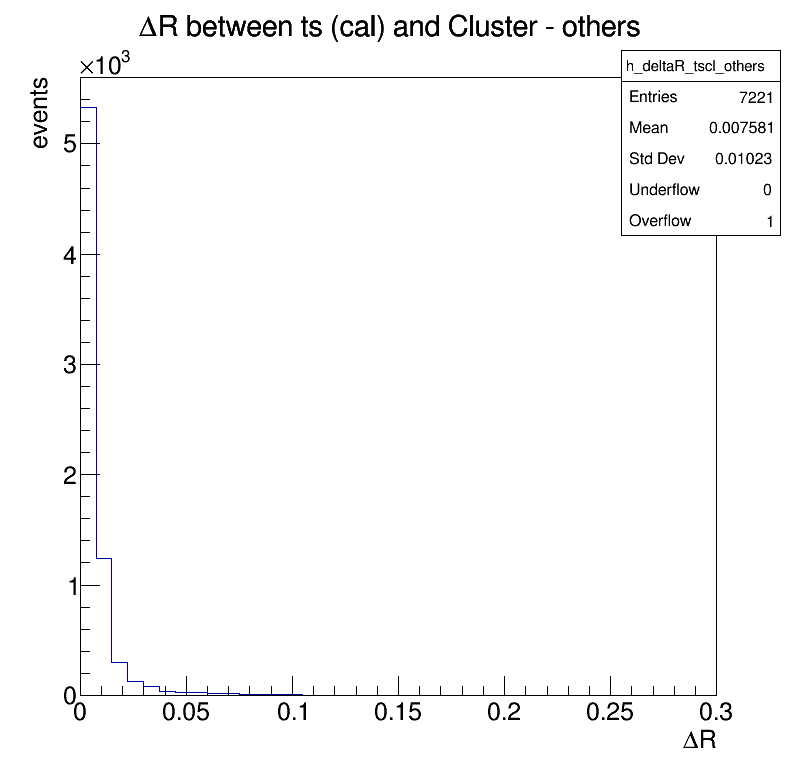 ΔR between ts (cal) and Cluster - others
×10³
h_deltaR_tscl_others
Entries 7221
Mean 0.007581
Std Dev 0.01023
Underflow 0
Overflow 1
events
5
4
3
2
1
0
0 0.05 0.1 0.15 0.2 0.25 0.3
ΔR